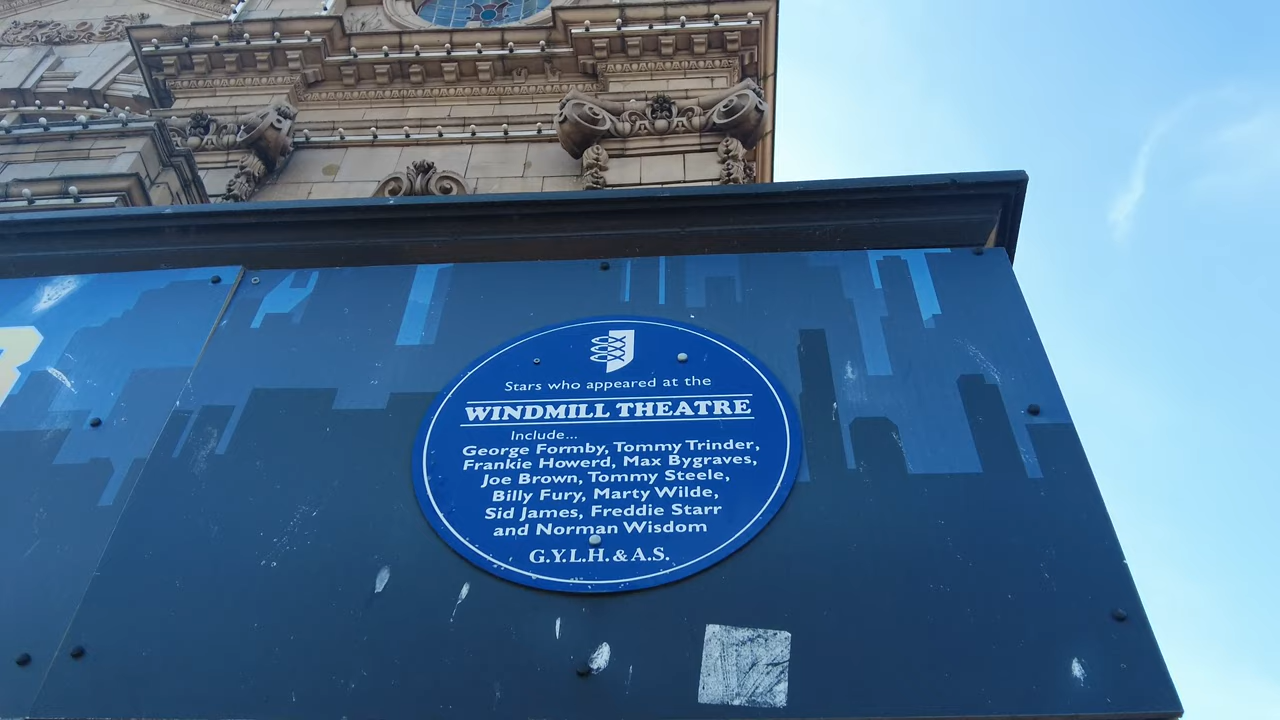 Stars who appeared at the
WINDMILL THEATRE
Include...
George Formby, Tommy Trinder,
Frankie Howerd, Max Bygraves,
Joe Brown, Tommy Steele,
Billy Fury, Marty Wilde,
Sid James, Freddie Starr
and Norman Wisdom
G.Y.L.H. & A.S.